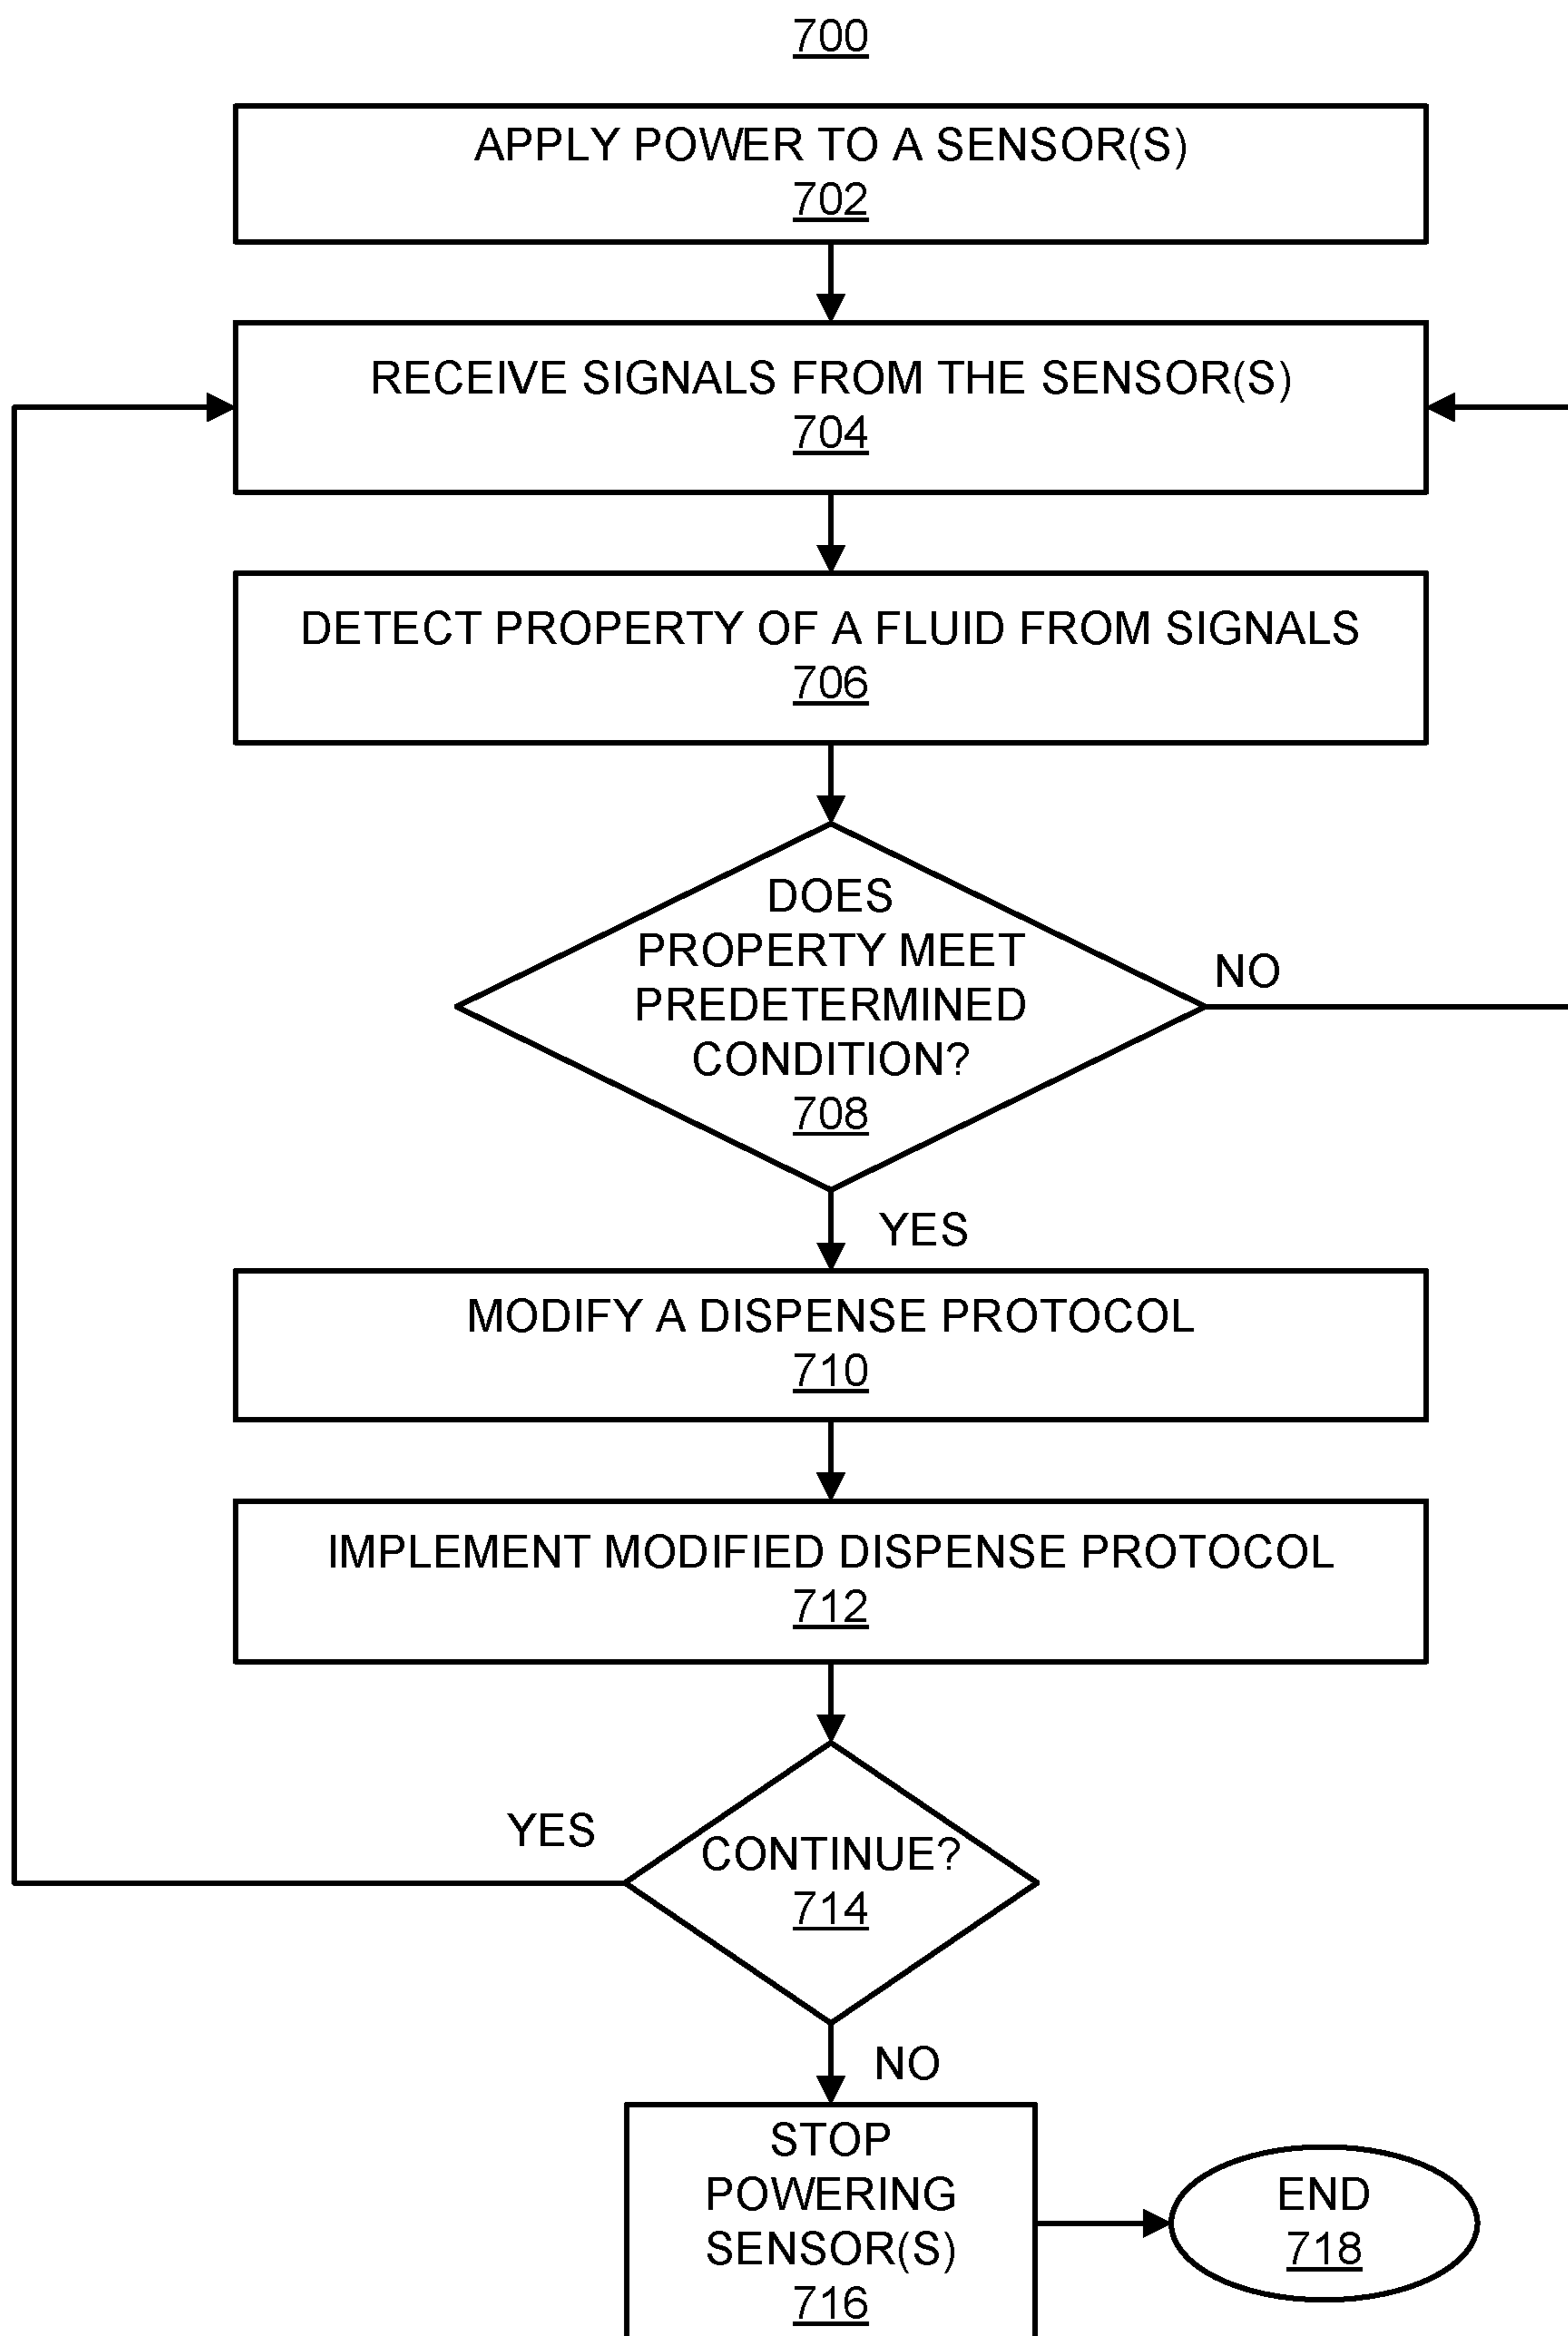 700
APPLY POWER TO A SENSOR(S)
702
RECEIVE SIGNALS FROM THE SENSOR(S)
704
DETECT PROPERTY OF A FLUID FROM SIGNALS
706
DOES
PROPERTY MEET
PREDETERMINED
CONDITION?
708
NO
YES
MODIFY A DISPENSE PROTOCOL
710
IMPLEMENT MODIFIED DISPENSE PROTOCOL
712
YES
CONTINUE?
714
NO
STOP
POWERING
SENSOR(S)
716
END
718